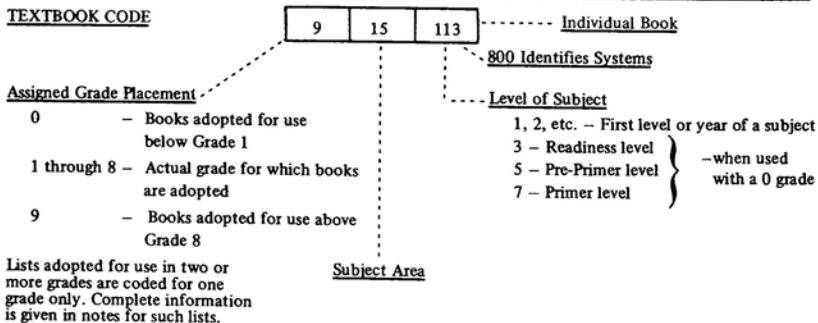 TEXTBOOK CODE
9 15 113
Individual Book
800 Identifies Systems
Assigned Grade Placement
0 – Books adopted for use
below Grade 1
1 through 8 – Actual grade for which books
are adopted
9 – Books adopted for use above
Grade 8
Lists adopted for use in two or
more grades are coded for one
grade only. Complete information
is given in notes for such lists.
Subject Area
Level of Subject
1, 2, etc. – First level or year of a subject
3 – Readiness level
5 – Pre-Primer level
7 – Primer level
–when used
with a 0 grade